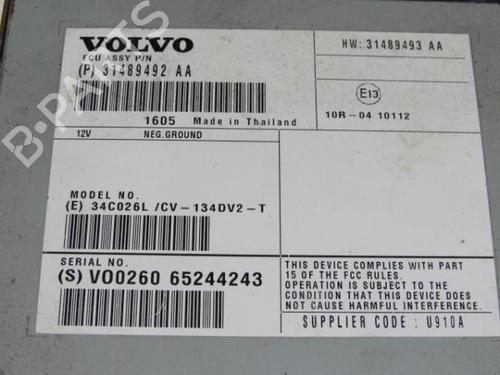 VOLVO
ECU ASSY P/N
(P) 31489492 AA
1605 Made in Thailand
HW: 31489493 AA
E13
10R-04 10112
12V NEG.GROUND
MODEL NO.
(E) 34C026L /CV-134DV2-T
SERIAL NO.
(S) VO0260 65244243
THIS DEVICE COMPLIES WITH PART
15 OF THE FCC RULES.
OPERATION IS SUBJECT TO THE
CONDITION THAT THIS DEVICE DOES
NOT CAUSE HARMFUL INTERFERENCE.
SUPPLIER CODE : U910A
B-PARTS